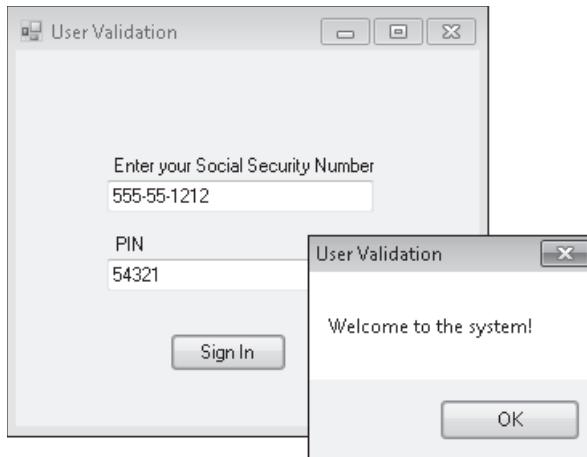 User Validation
Enter your Social Security Number
555-55-1212
PIN
54321
Sign In
User Validation
Welcome to the system!
OK